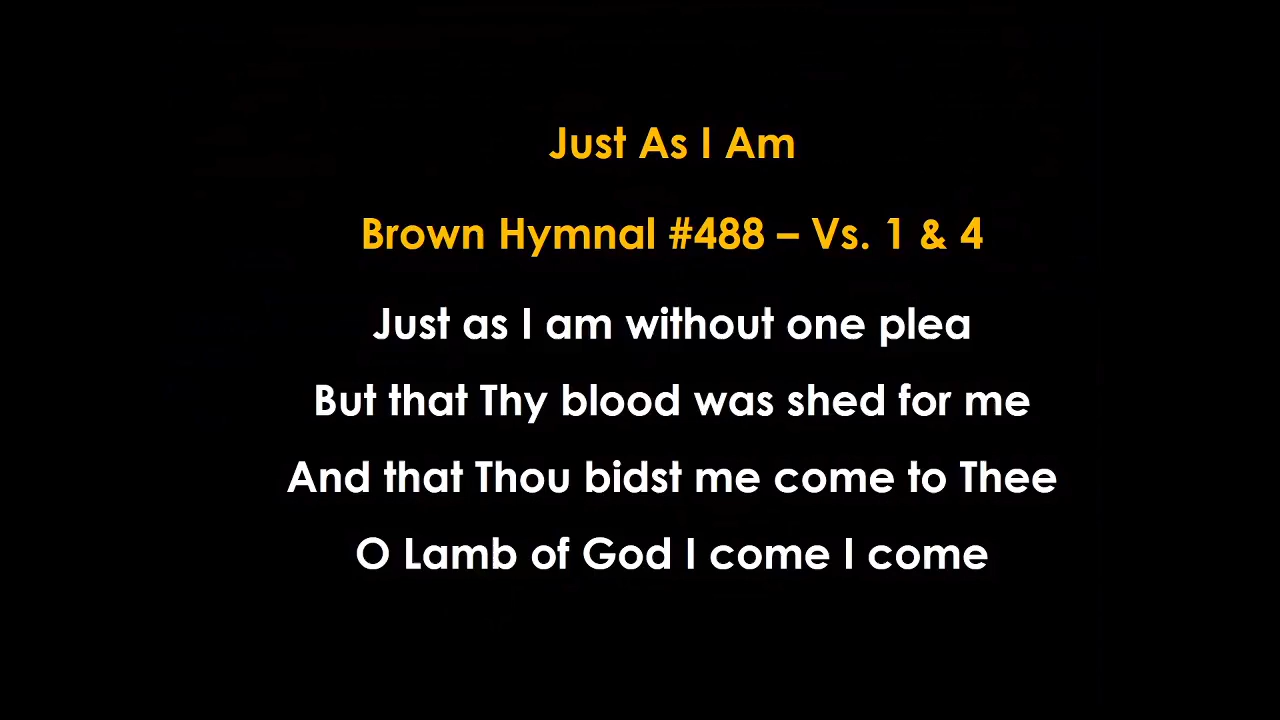 Just As I Am
Brown Hymnal #488 – Vs. 1 & 4
Just as I am without one plea
But that Thy blood was shed for me
And that Thou bidst me come to Thee
O Lamb of God I come I come